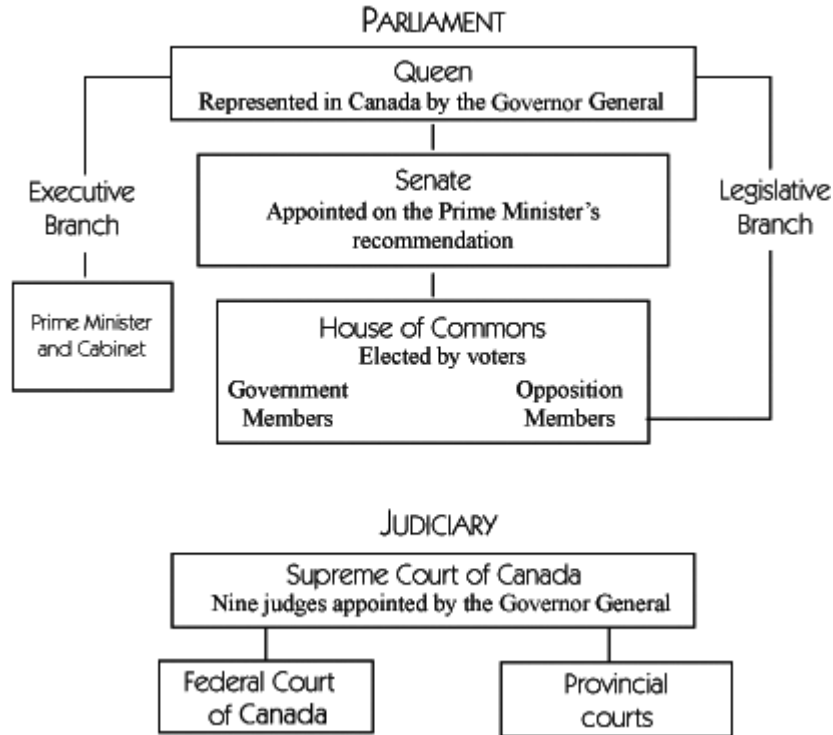 PARLIAMENT
Queen
Represented in Canada by the Governor General
Executive
Branch
Senate
Appointed on the Prime Minister's
recommendation
Legislative
Branch
Prime Minister
and Cabinet
House of Commons
Elected by voters
Government
Members
Opposition
Members
JUDICIARY
Supreme Court of Canada
Nine judges appointed by the Governor General
Federal Court
of Canada
Provincial
courts